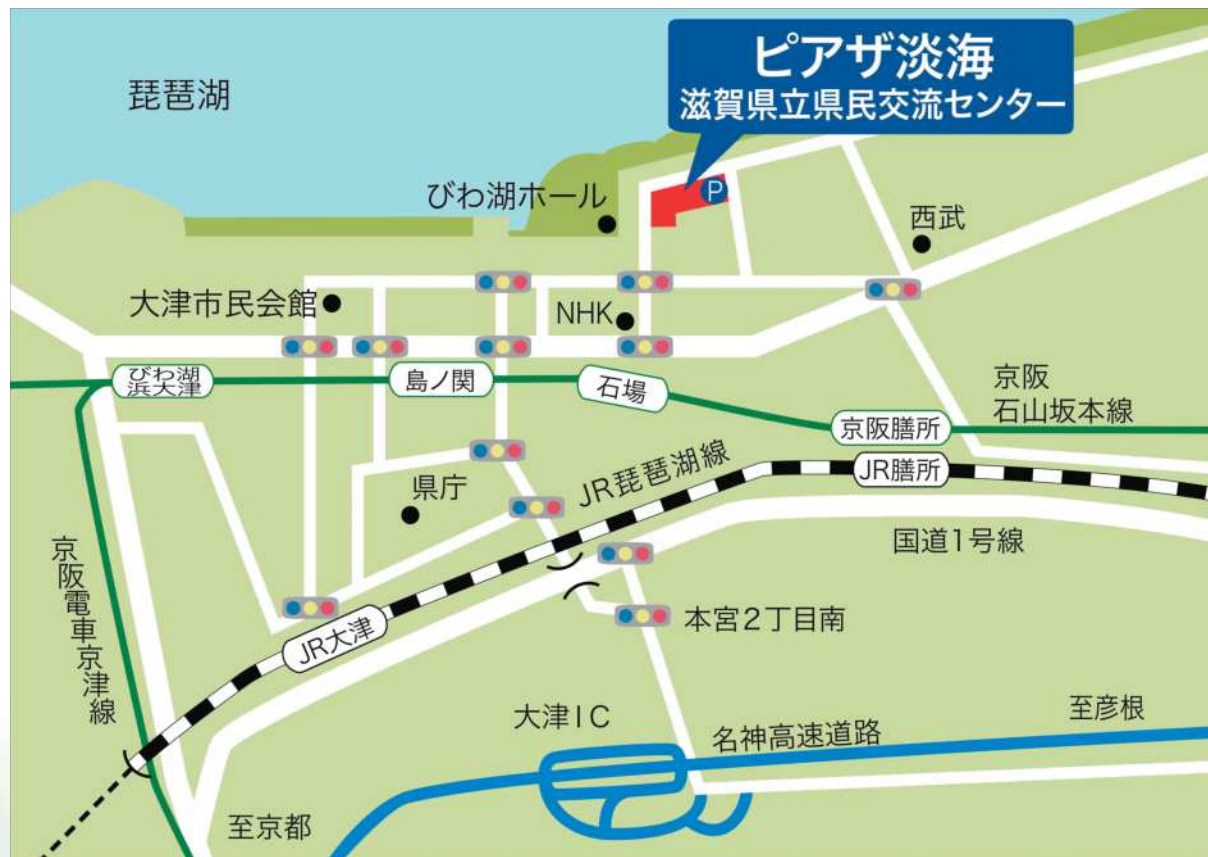 ピアザ淡海
滋賀県立県民交流センター
琵琶湖
P
びわ湖ホール
西武
大津市民会館
NHK
びわ湖
浜大津
島ノ関
石場
京阪
石山坂本線
京阪膳所
JR琵琶湖線
JR膳所
県庁
国道1号線
京阪電車京津線
JR大津
本宮2丁目南
大津IC
名神高速道路
至彦根
至京都